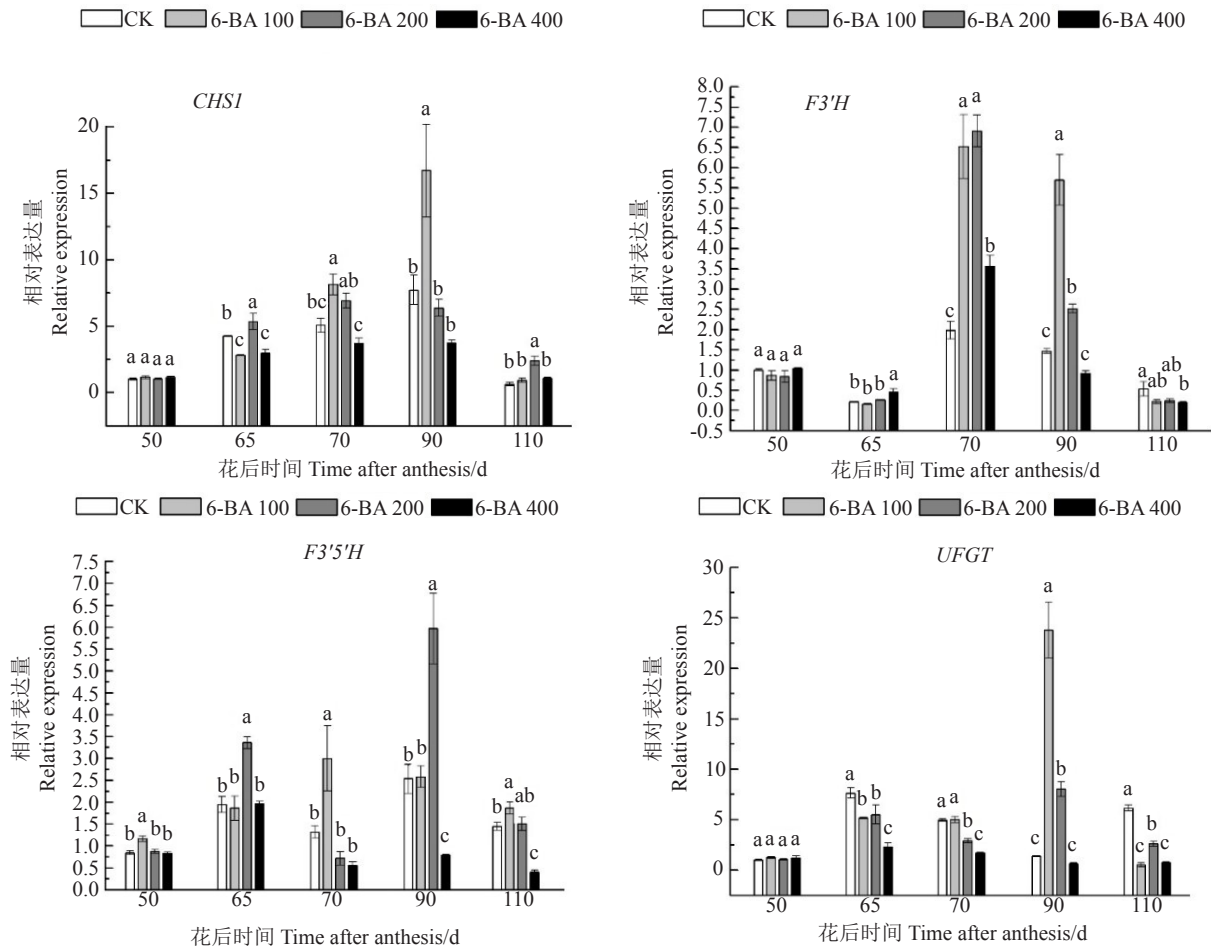 CK 6-BA 100 6-BA 200 6-BA 400
CHS1
相对表达量
Relative expression
20
15
10
5
0
a a a a
b c a c
bc a ab c
b a b b
b b a b
50 65 70 90 110
花后时间 Time after anthesis/d
CK 6-BA 100 6-BA 200 6-BA 400
F3'H
相对表达量
Relative expression
8.0
7.5
7.0
6.5
6.0
5.5
5.0
4.5
4.0
3.5
3.0
2.5
2.0
1.5
1.0
0.5
0.0
-0.5
a a a a
b b b a
c a a b
c a b c
a ab ab b
50 65 70 90 110
花后时间 Time after anthesis/d
CK 6-BA 100 6-BA 200 6-BA 400
F3'5'H
相对表达量
Relative expression
7.5
7.0
6.5
6.0
5.5
5.0
4.5
4.0
3.5
3.0
2.5
2.0
1.5
1.0
0.5
0.0
b a b b
b b a b
b a b b
b b a c
b a ab c
50 65 70 90 110
花后时间 Time after anthesis/d
CK 6-BA 100 6-BA 200 6-BA 400
UFGT
相对表达量
Relative expression
30
25
20
15
10
5
0
a a a a
a b b c
a a b c
c a b c
a c b c
50 65 70 90 110
花后时间 Time after anthesis/d